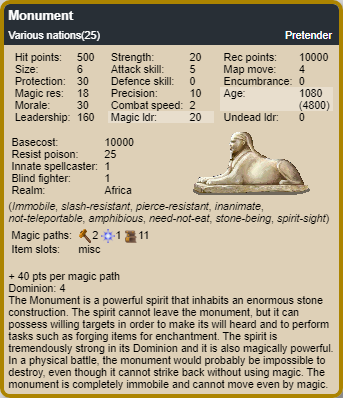 Monument
Various nations(25) Pretender
Hit points: 500 Strength: 20 Rec points: 10000
Size: 6 Attack skill: 5 Map move: 4
Protection: 30 Defence skill: 0 Encumbrance: 0
Magic res: 18 Precision: 10 Age: 1080
Morale: 30 Combat speed: 2 (4800)
Leadership: 160 Magic ldr: 20 Undead ldr: 0
Basecost: 10000
Resist poison: 25
Innate spellcaster: 1
Blind fighter: 1
Realm: Africa
(Immobile, slash-resistant, pierce-resistant, inanimate,
not-teleportable, amphibious, need-not-eat, stone-being, spirit-sight)
Magic paths: 2 1 11
Item slots: misc
+ 40 pts per magic path
Dominion: 4
The Monument is a powerful spirit that inhabits an enormous stone
construction. The spirit cannot leave the monument, but it can
possess willing targets in order to make its will heard and to perform
tasks such as forging items for enchantment. The spirit is
tremendously strong in its Dominion and it is also magically powerful.
In a physical battle, the monument would probably be impossible to
destroy, even though it cannot strike back without using magic. The
monument is completely immobile and cannot move even by magic.